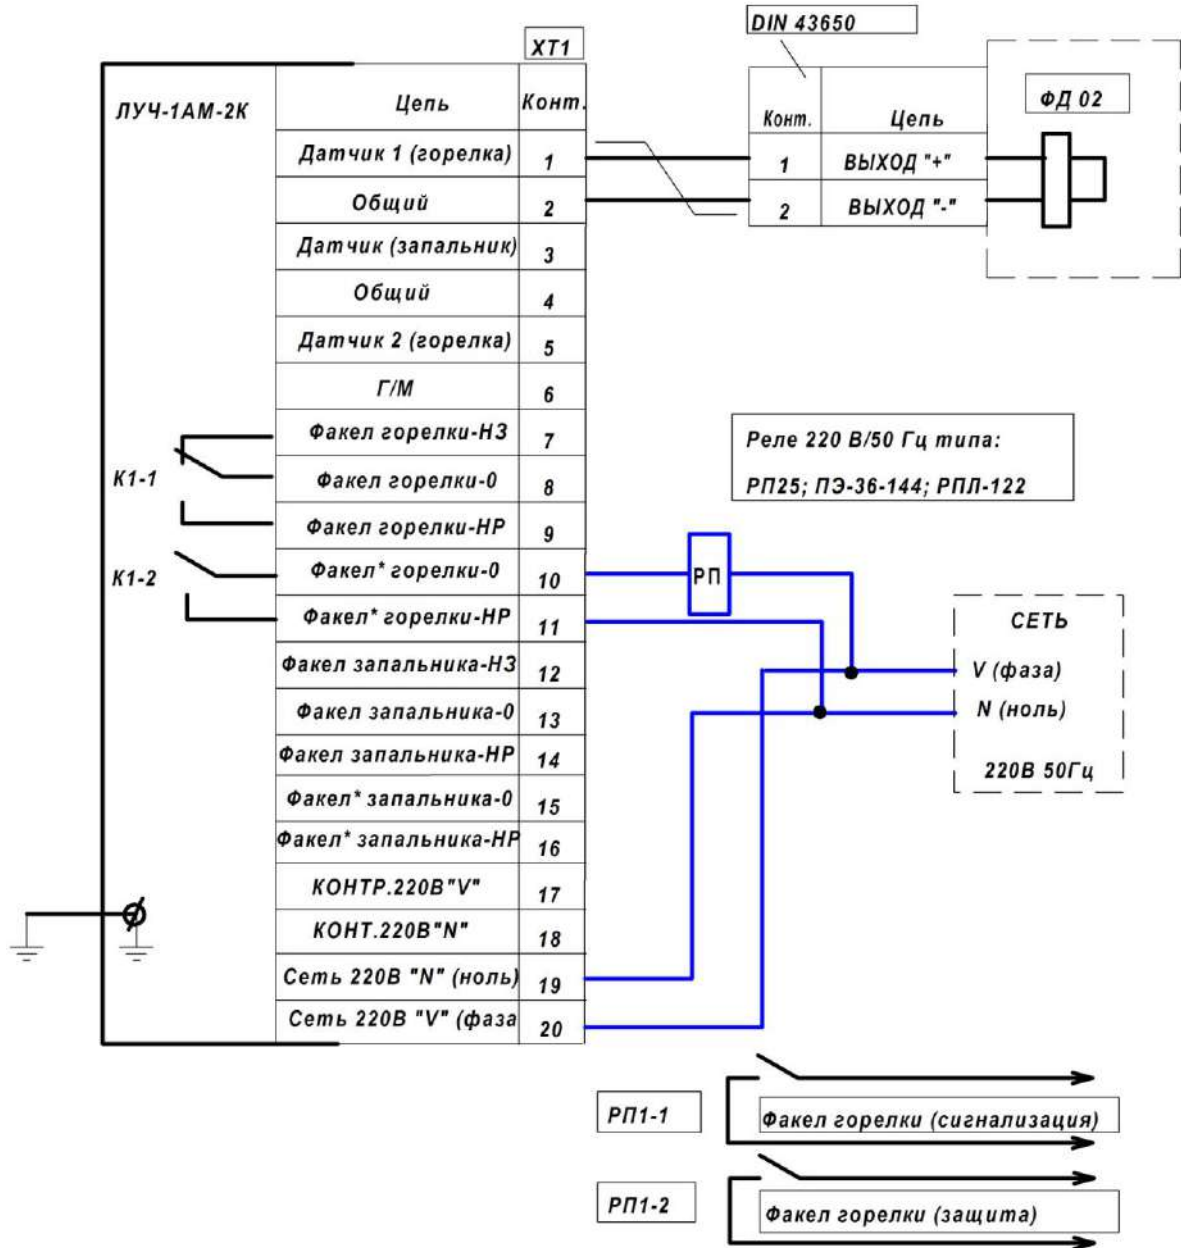 XT1
DIN 43650
ЛУЧ-1АМ-2К
Цепь Конт.
Датчик 1 (горелка) 1
Общий 2
Датчик (запальник) 3
Общий 4
Датчик 2 (горелка) 5
Г/М 6
Факел горелки-НЗ 7
Факел горелки-0 8
Факел горелки-НР 9
Факел* горелки-0 10
Факел* горелки-НР 11
Факел запальника-НЗ 12
Факел запальника-0 13
Факел запальника-НР 14
Факел* запальника-0 15
Факел* запальника-НР 16
КОНТР.220В"V" 17
КОНТ.220В"N" 18
Сеть 220В "N" (ноль) 19
Сеть 220В "V" (фаза 20
К1-1
К1-2
Конт. Цепь
1 ВЫХОД "+"
2 ВЫХОД "-"
ФД 02
Реле 220 В/50 Гц типа:
РП25; ПЭ-36-144; РПЛ-122
РП
СЕТЬ
V (фаза)
N (ноль)
220В 50Гц
РП1-1
Факел горелки (сигнализация)
РП1-2
Факел горелки (защита)